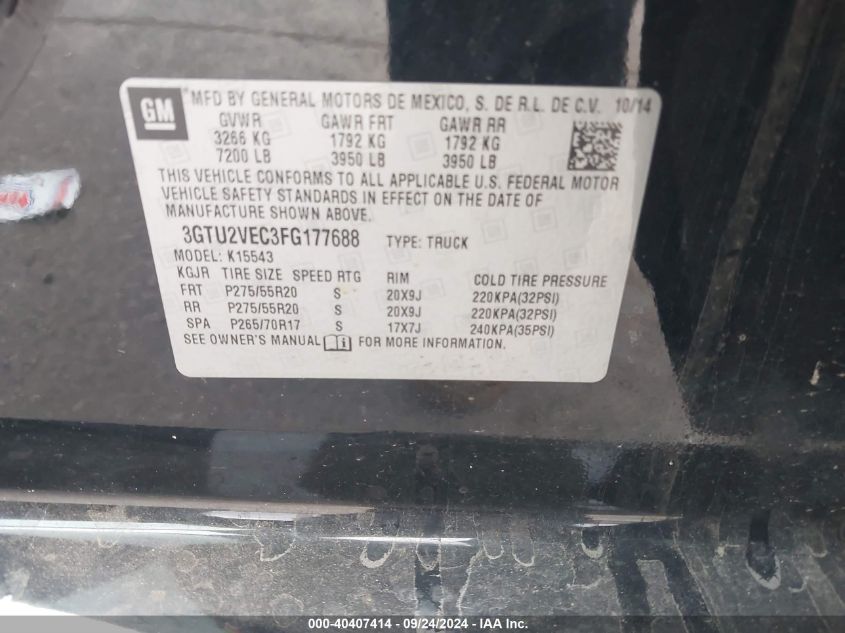 GM
MFD BY GENERAL MOTORS DE MEXICO, S. DE R.L. DE C.V. 10/14
GVWR GAWR FRT GAWR RR
3266 KG 1792 KG 1792 KG
7200 LB 3950 LB 3950 LB
THIS VEHICLE CONFORMS TO ALL APPLICABLE U.S. FEDERAL MOTOR
VEHICLE SAFETY STANDARDS IN EFFECT ON THE DATE OF
MANUFACTURE SHOWN ABOVE.
3GTU2VEC3FG177688 TYPE: TRUCK
MODEL: K15543
KGJR TIRE SIZE SPEED RTG RIM COLD TIRE PRESSURE
FRT P275/55R20 S 20X9J 220KPA(32PSI)
RR P275/55R20 S 20X9J 220KPA(32PSI)
SPA P265/70R17 S 17X7J 240KPA(35PSI)
SEE OWNER'S MANUAL FOR MORE INFORMATION.
000-40407414 - 09/24/2024 - IAA Inc.